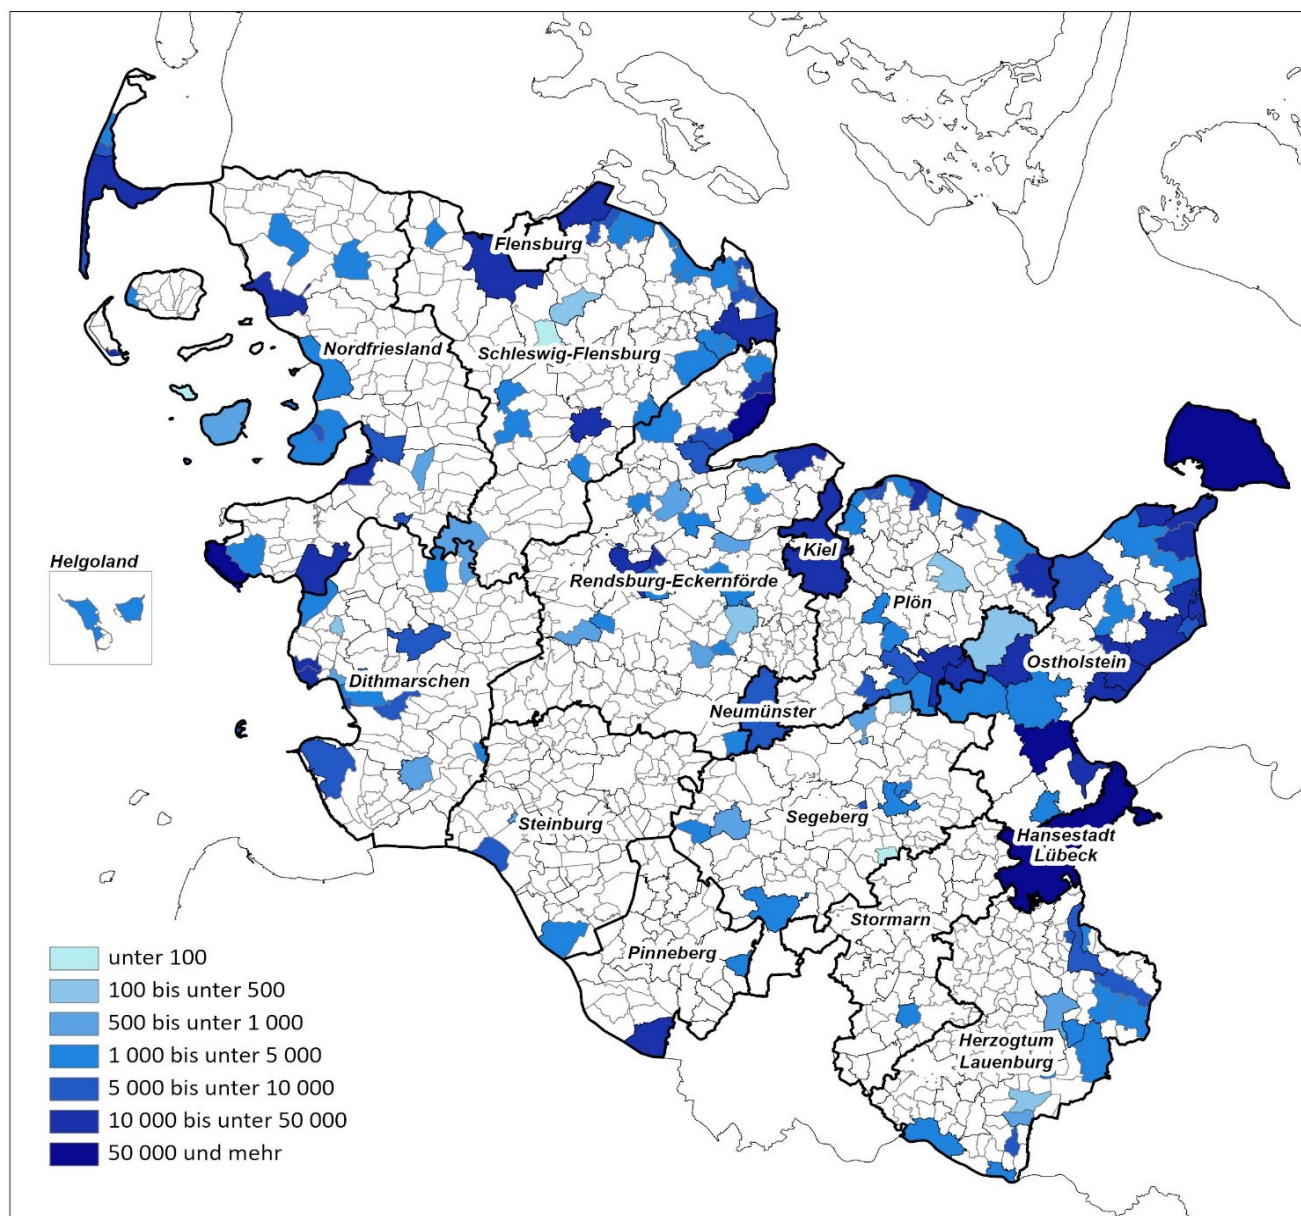 Flensburg
Nordfriesland
Schleswig-Flensburg
Helgoland
Kiel
Rendsburg-Eckernförde
Plön
Ostholstein
Dithmarschen
Neumünster
Steinburg
Segeberg
Hansestadt
Lübeck
Stormarn
Pinneberg
Herzogtum
Lauenburg
unter 100
100 bis unter 500
500 bis unter 1 000
1 000 bis unter 5 000
5 000 bis unter 10 000
10 000 bis unter 50 000
50 000 und mehr